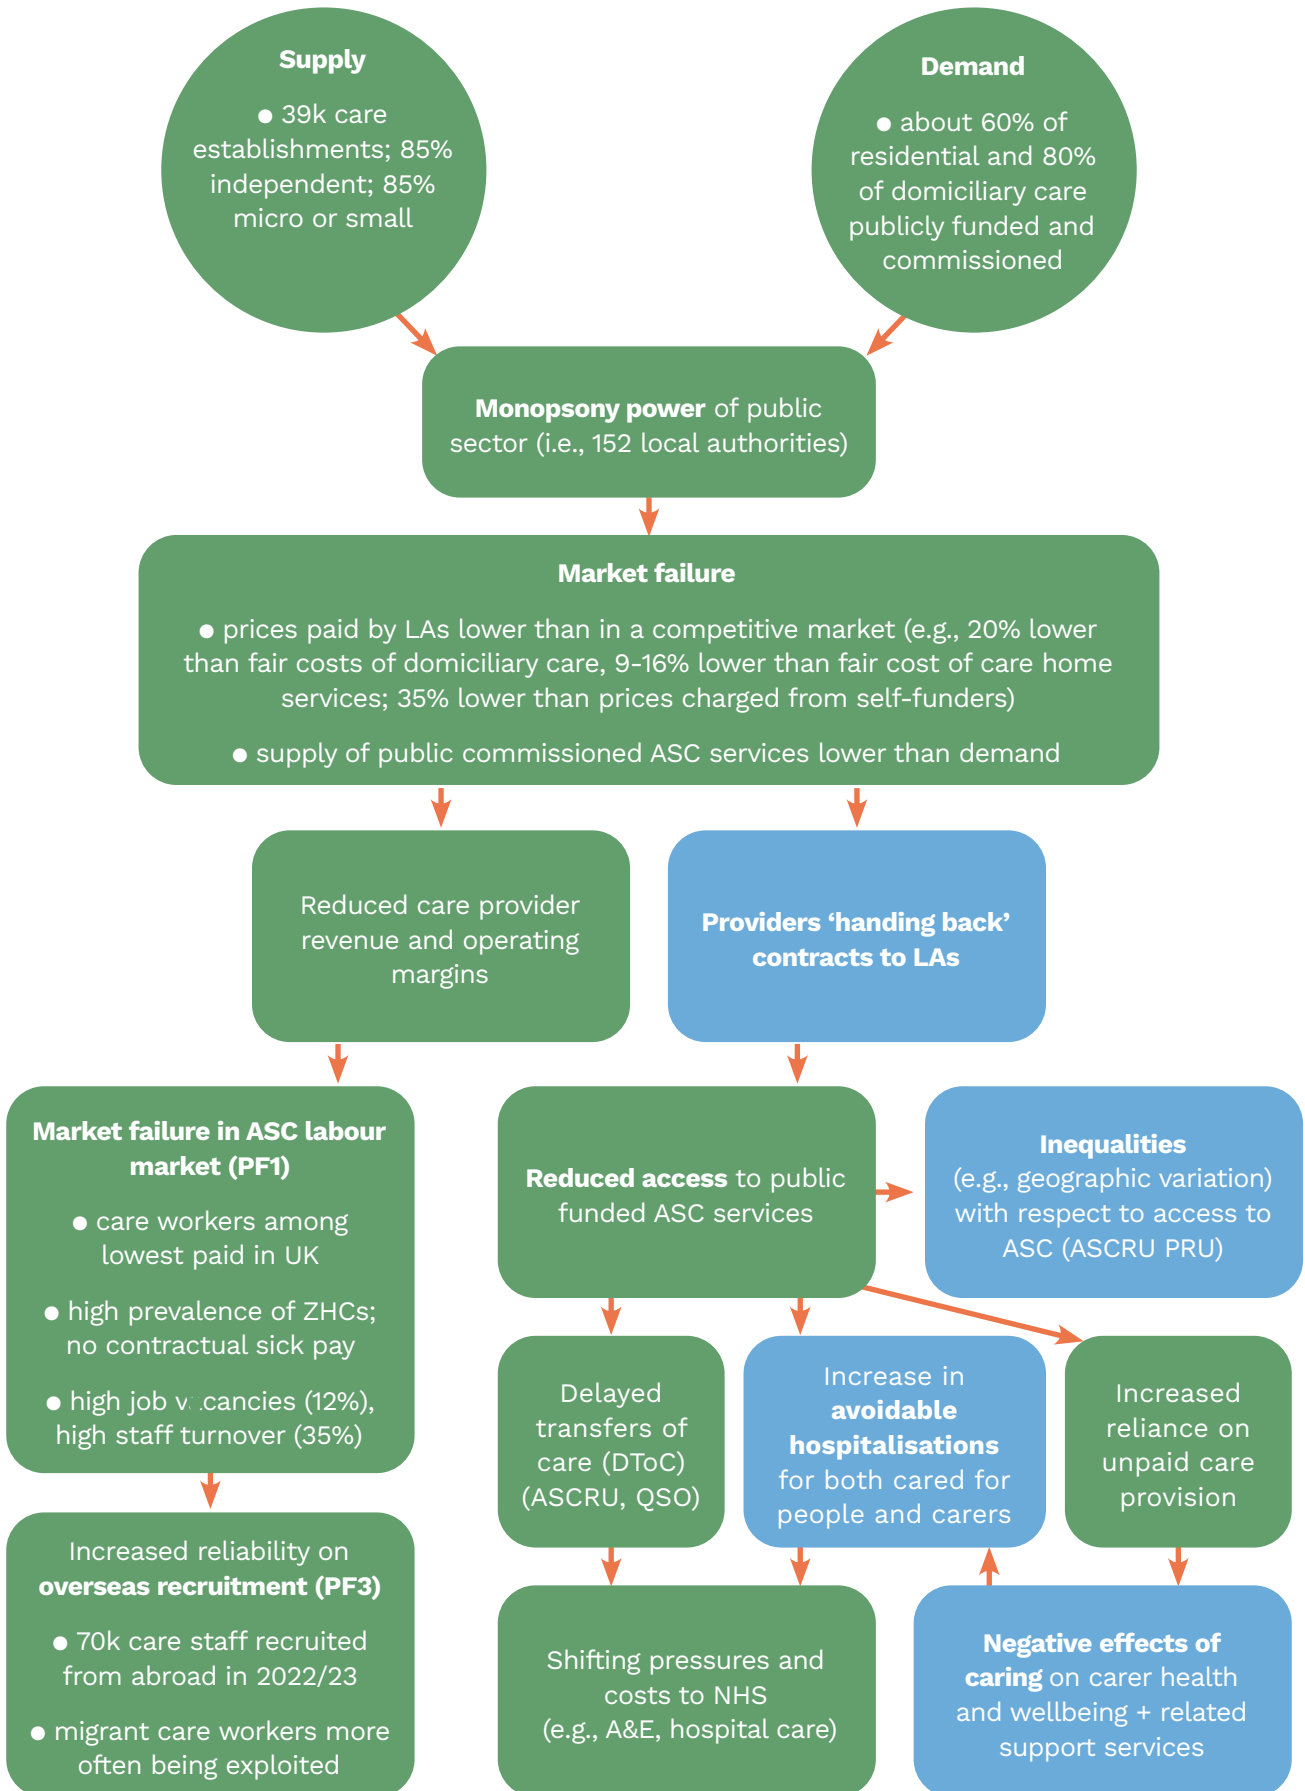 Supply
● 39k care
establishments; 85%
independent; 85%
micro or small
Demand
● about 60% of
residential and 80%
of domiciliary care
publicly funded and
commissioned
Monopsony power of public
sector (i.e., 152 local authorities)
Market failure
● prices paid by LAs lower than in a competitive market (e.g., 20% lower
than fair costs of domiciliary care, 9-16% lower than fair cost of care home
services; 35% lower than prices charged from self-funders)
● supply of public commissioned ASC services lower than demand
Reduced care provider
revenue and operating
margins
Providers ‘handing back’
contracts to LAs
Market failure in ASC labour
market (PF1)
● care workers among
lowest paid in UK
● high prevalence of ZHCs;
no contractual sick pay
● high job vacancies (12%),
high staff turnover (35%)
Reduced access to public
funded ASC services
Inequalities
(e.g., geographic variation)
with respect to access to
ASC (ASCRU PRU)
Delayed
transfers of
care (DToC)
(ASCRU, QSO)
Increase in
avoidable
hospitalisations
for both cared for
people and carers
Increased
reliance on
unpaid care
provision
Increased reliability on
overseas recruitment (PF3)
● 70k care staff recruited
from abroad in 2022/23
● migrant care workers more
often being exploited
Shifting pressures and
costs to NHS
(e.g., A&E, hospital care)
Negative effects of
caring on carer health
and wellbeing + related
support services